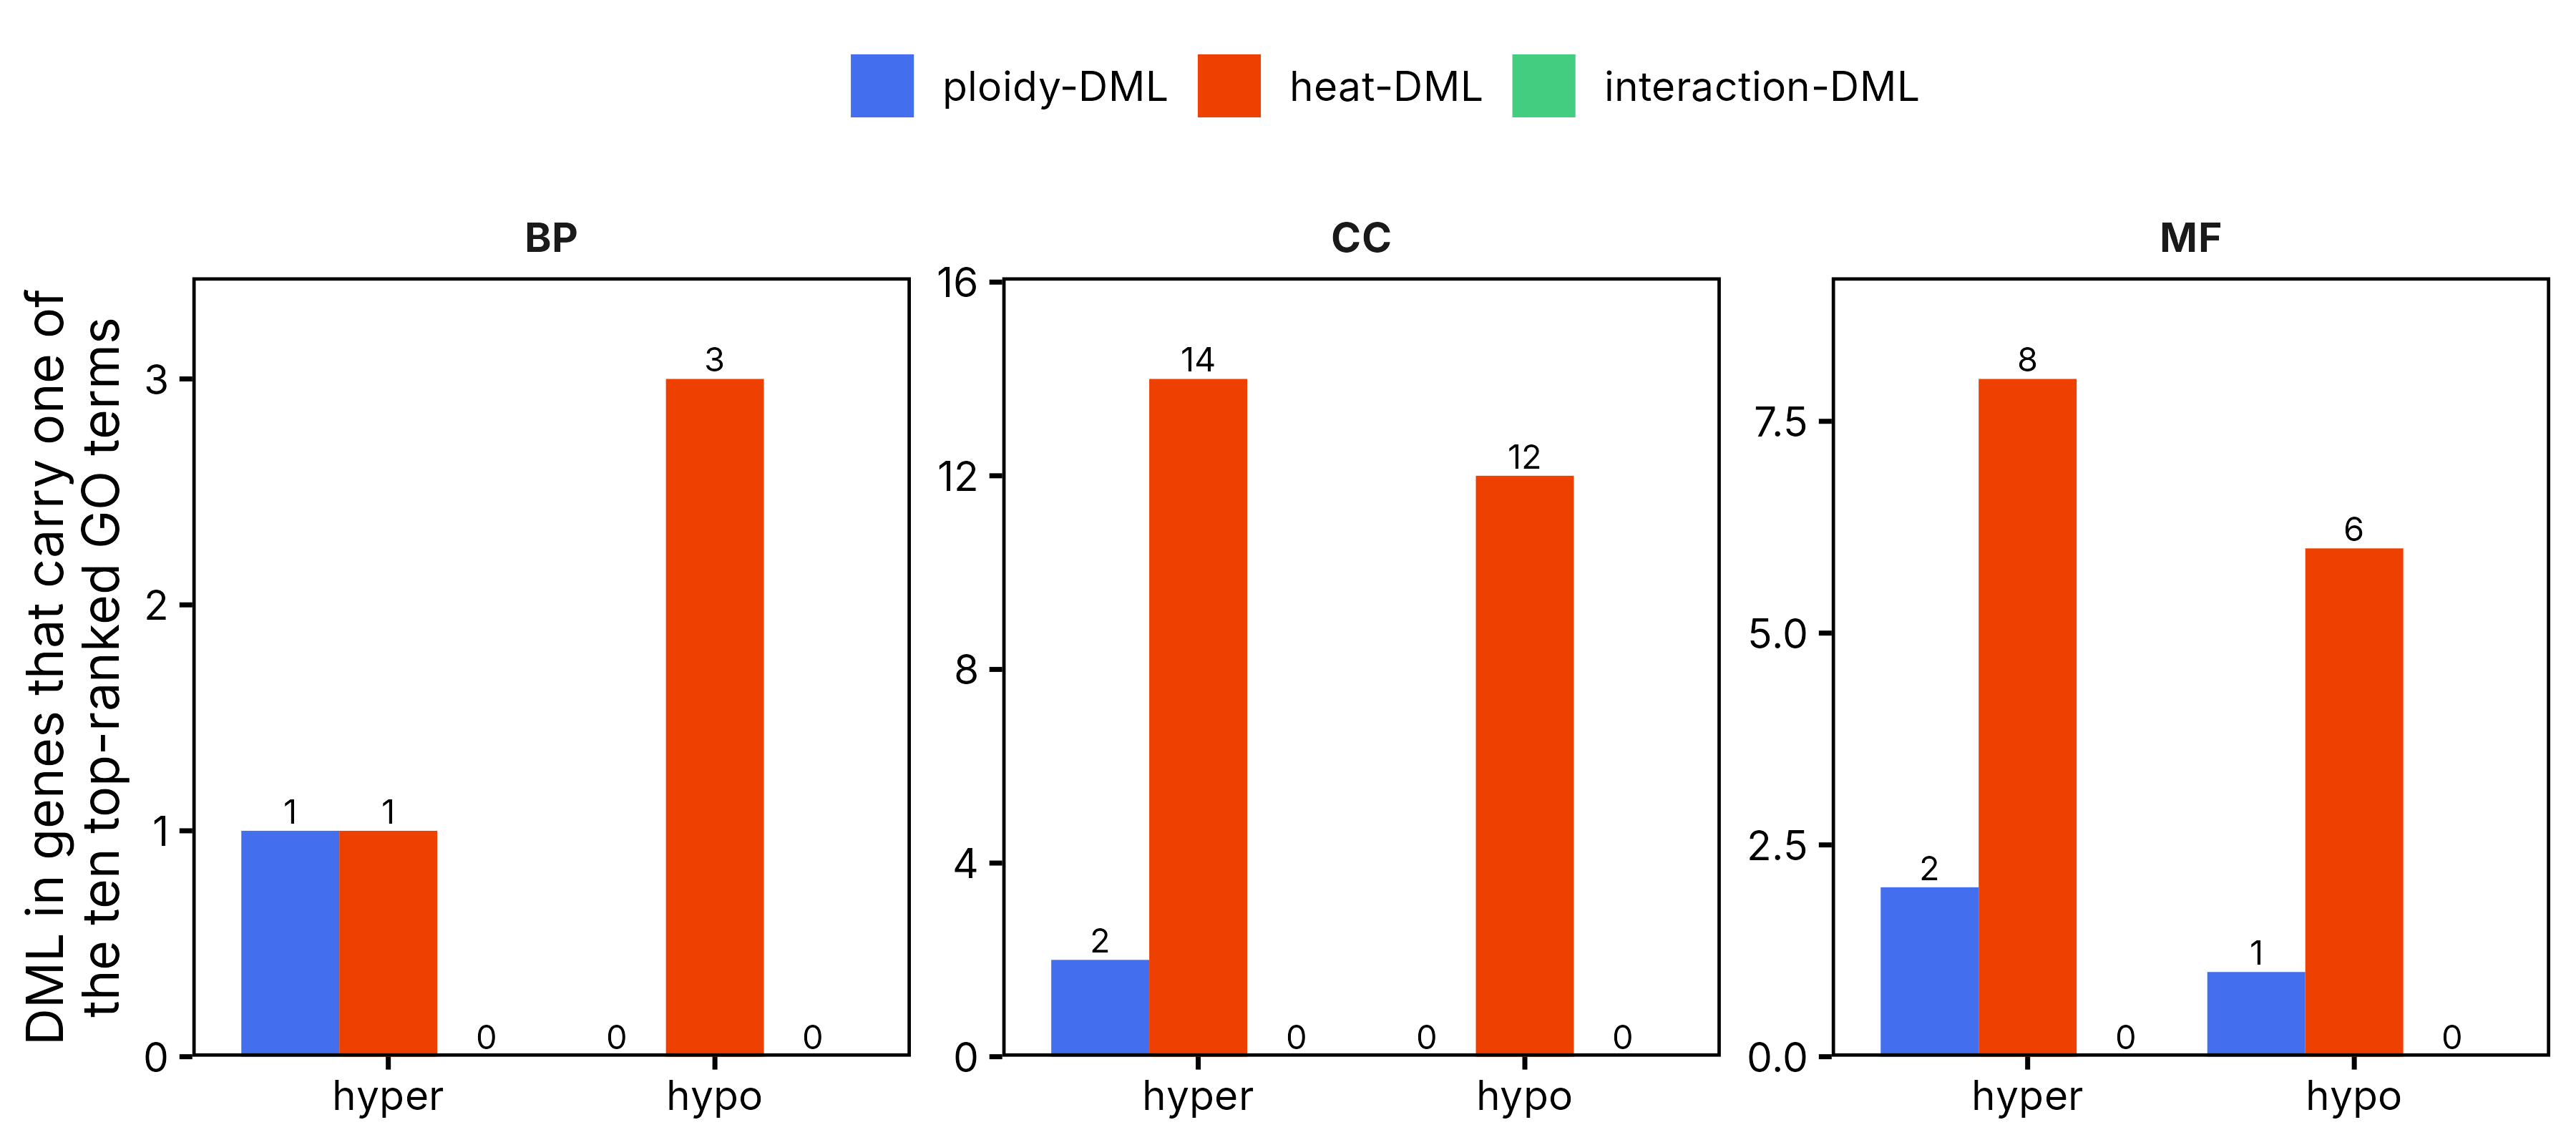 ploidy-DML heat-DML interaction-DML
DML in genes that carry one of
the ten top-ranked GO terms
BP
3
2
1
0
1
1
0
0
3
0
hyper
hypo
CC
16
12
8
4
0
2
14
0
0
12
0
hyper
hypo
MF
7.5
5.0
2.5
0.0
2
8
0
1
6
0
hyper
hypo